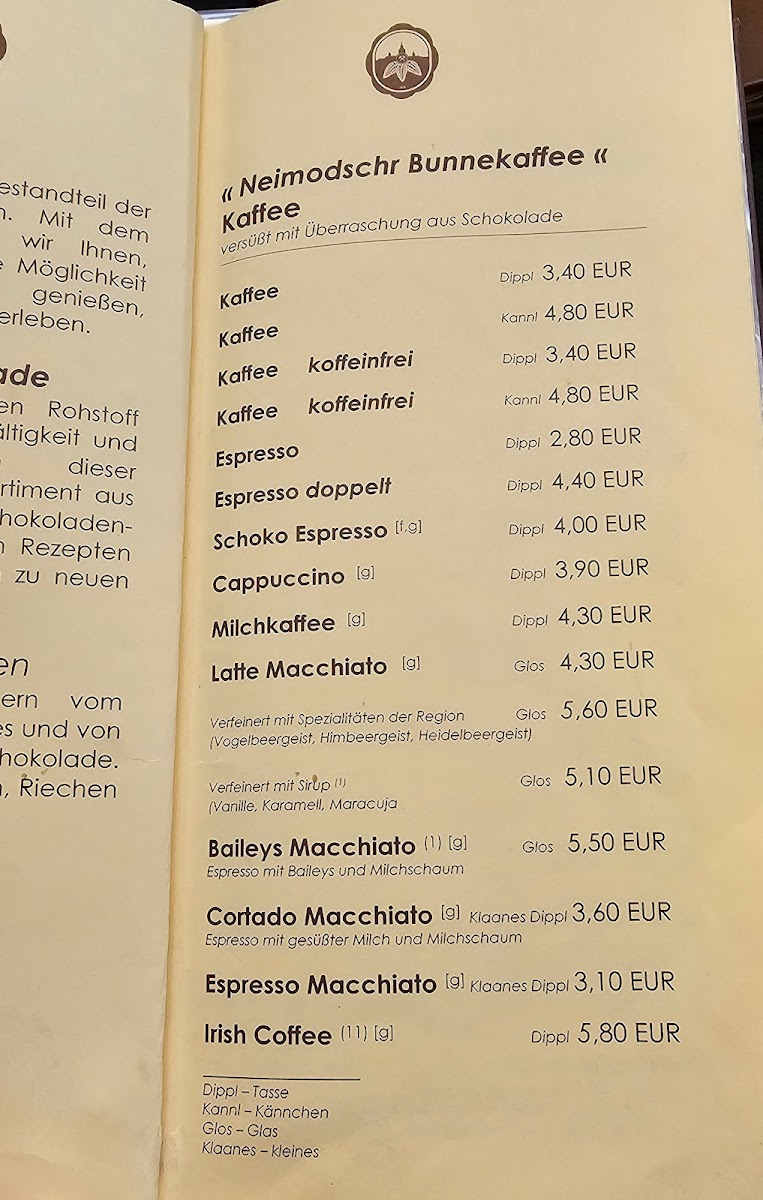 estandteil der
n. Mit dem
wir Ihnen,
e Möglichkeit
genießen,
erleben.
ade
en Rohstoff
ältigkeit und
dieser
rtiment aus
hokoladen-
n Rezepten
zu neuen
en
ern vom
es und von
hokolade.
n, Riechen
« Neimodschr Bunnekaffee «
Kaffee
versüßt mit Überraschung aus Schokolade
Kaffee Dippl 3,40 EUR
Kaffee Kannl 4,80 EUR
Kaffee koffeinfrei Dippl 3,40 EUR
Kaffee koffeinfrei Kannl 4,80 EUR
Espresso Dippl 2,80 EUR
Espresso doppelt Dippl 4,40 EUR
Schoko Espresso [f,g] Dippl 4,00 EUR
Cappuccino [g] Dippl 3,90 EUR
Milchkaffee [g] Dippl 4,30 EUR
Latte Macchiato [g] Glos 4,30 EUR
Verfeinert mit Spezialitäten der Region Glos 5,60 EUR
(Vogelbeergeist, Himbeergeist, Heidelbeergeist)
Verfeinert mit Sirup (1) Glos 5,10 EUR
(Vanille, Karamell, Maracuja
Baileys Macchiato (1) [g] Glos 5,50 EUR
Espresso mit Baileys und Milchschaum
Cortado Macchiato [g] Klaanes Dippl 3,60 EUR
Espresso mit gesüßter Milch und Milchschaum
Espresso Macchiato [g] Klaanes Dippl 3,10 EUR
Irish Coffee (11) [g] Dippl 5,80 EUR
Dippl – Tasse
Kannl – Kännchen
Glos – Glas
Klaanes – kleines